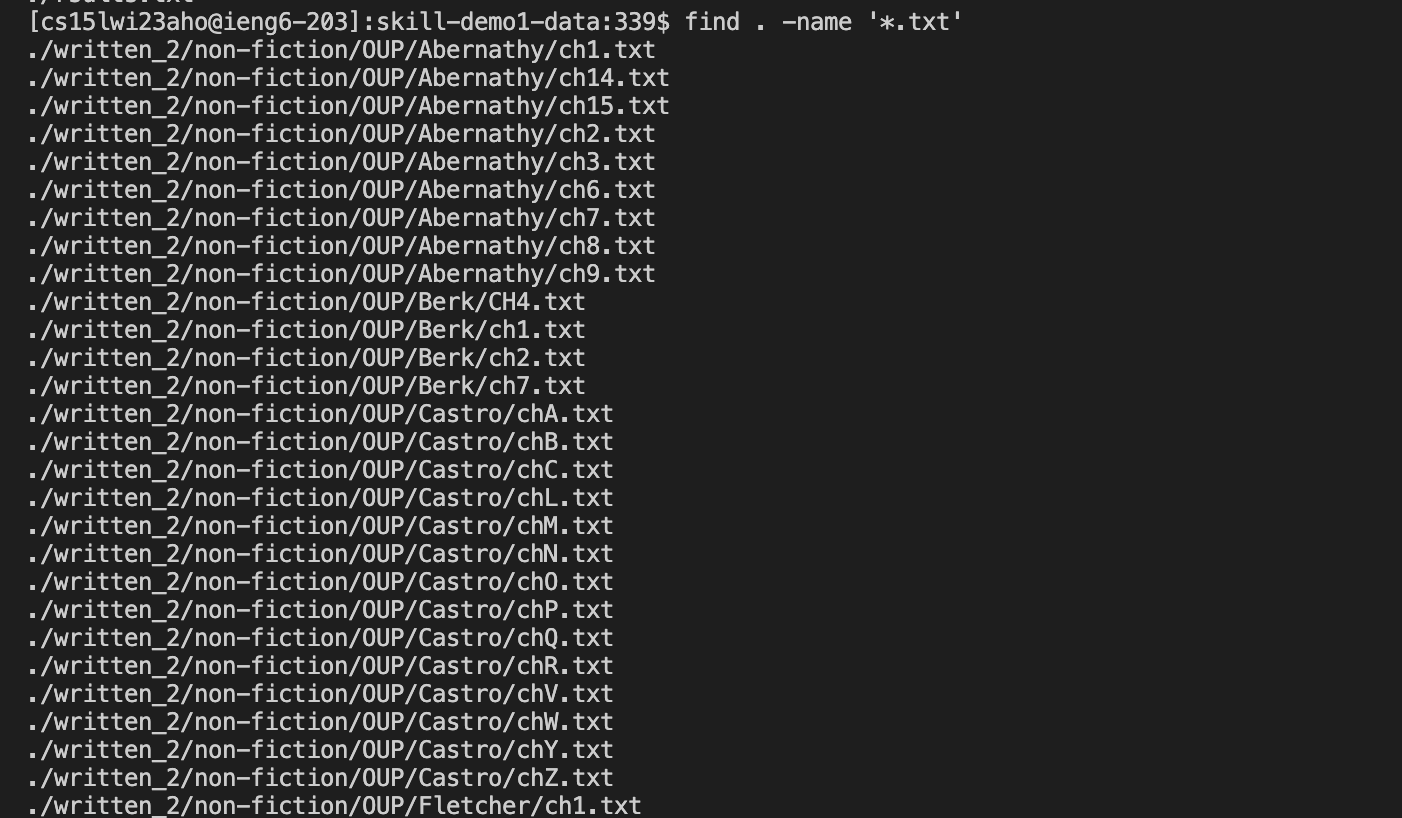 [cs15lwi23aho@ieng6-203]:skill-demo1-data:339$ find . -name '*.txt'
./written_2/non-fiction/OUP/Abernathy/ch1.txt
./written_2/non-fiction/OUP/Abernathy/ch14.txt
./written_2/non-fiction/OUP/Abernathy/ch15.txt
./written_2/non-fiction/OUP/Abernathy/ch2.txt
./written_2/non-fiction/OUP/Abernathy/ch3.txt
./written_2/non-fiction/OUP/Abernathy/ch6.txt
./written_2/non-fiction/OUP/Abernathy/ch7.txt
./written_2/non-fiction/OUP/Abernathy/ch8.txt
./written_2/non-fiction/OUP/Abernathy/ch9.txt
./written_2/non-fiction/OUP/Berk/CH4.txt
./written_2/non-fiction/OUP/Berk/ch1.txt
./written_2/non-fiction/OUP/Berk/ch2.txt
./written_2/non-fiction/OUP/Berk/ch7.txt
./written_2/non-fiction/OUP/Castro/chA.txt
./written_2/non-fiction/OUP/Castro/chB.txt
./written_2/non-fiction/OUP/Castro/chC.txt
./written_2/non-fiction/OUP/Castro/chL.txt
./written_2/non-fiction/OUP/Castro/chM.txt
./written_2/non-fiction/OUP/Castro/chN.txt
./written_2/non-fiction/OUP/Castro/chO.txt
./written_2/non-fiction/OUP/Castro/chP.txt
./written_2/non-fiction/OUP/Castro/chQ.txt
./written_2/non-fiction/OUP/Castro/chR.txt
./written_2/non-fiction/OUP/Castro/chV.txt
./written_2/non-fiction/OUP/Castro/chW.txt
./written_2/non-fiction/OUP/Castro/chY.txt
./written_2/non-fiction/OUP/Castro/chZ.txt
./written_2/non-fiction/OUP/Fletcher/ch1.txt